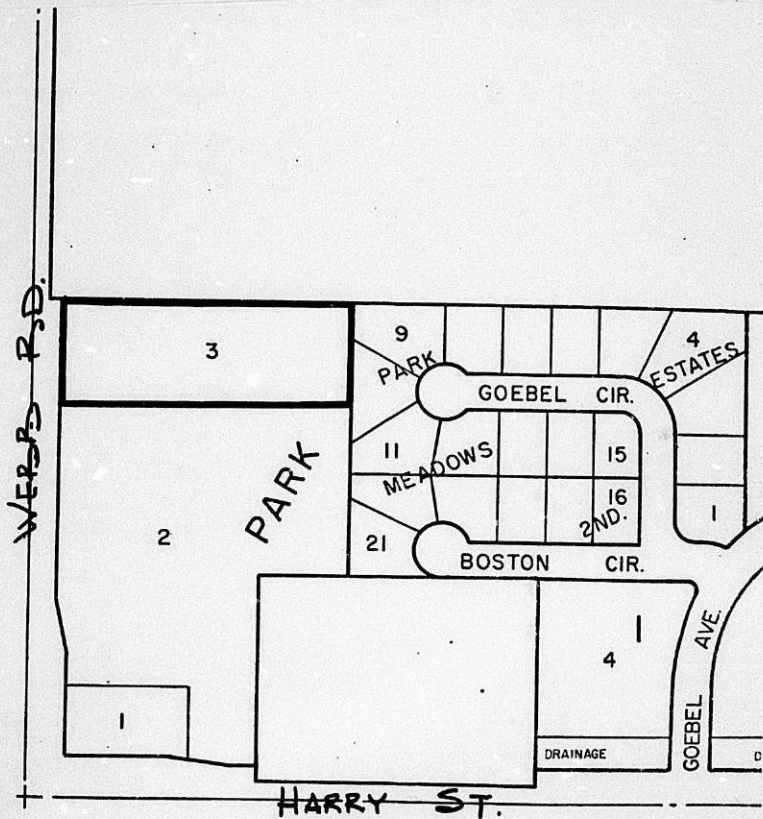 WEBB RD.
3
9
4
PARK
ESTATES
GOEBEL CIR.
PARK
11
MEADOWS
15
16
2ND.
1
2
21
BOSTON CIR.
1
4
GOEBEL AVE.
1
DRAINAGE
D
HARRY ST.